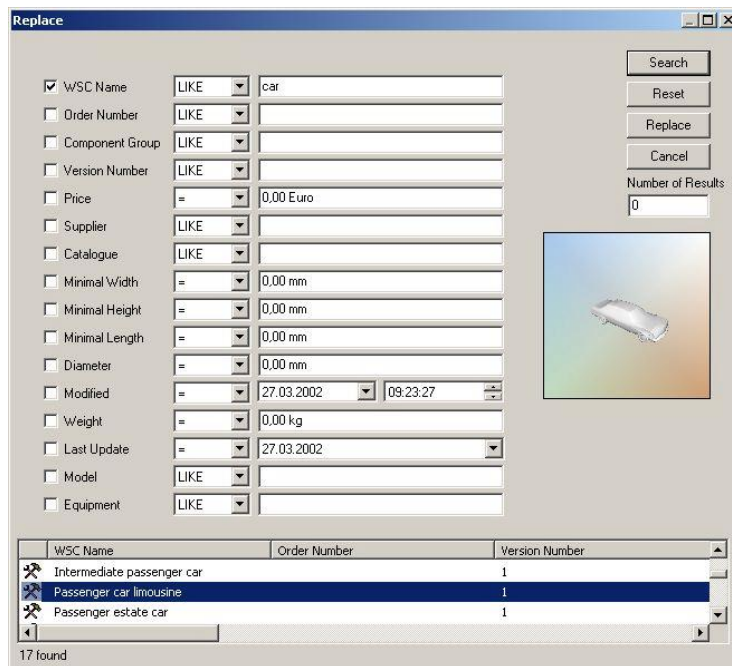 Replace
Search
WSC Name LIKE car
Reset
Order Number LIKE
Replace
Component Group LIKE
Cancel
Version Number LIKE
Number of Results
Price = 0,00 Euro
0
Supplier LIKE
Catalogue LIKE
Minimal Width = 0,00 mm
Minimal Height = 0,00 mm
Minimal Length = 0,00 mm
Diameter = 0,00 mm
Modified = 27.03.2002 09:23:27
Weight = 0,00 kg
Last Update = 27.03.2002
Model LIKE
Equipment LIKE
WSC Name Order Number Version Number
Intermediate passenger car 1
Passenger car limousine 1
Passenger estate car 1
17 found